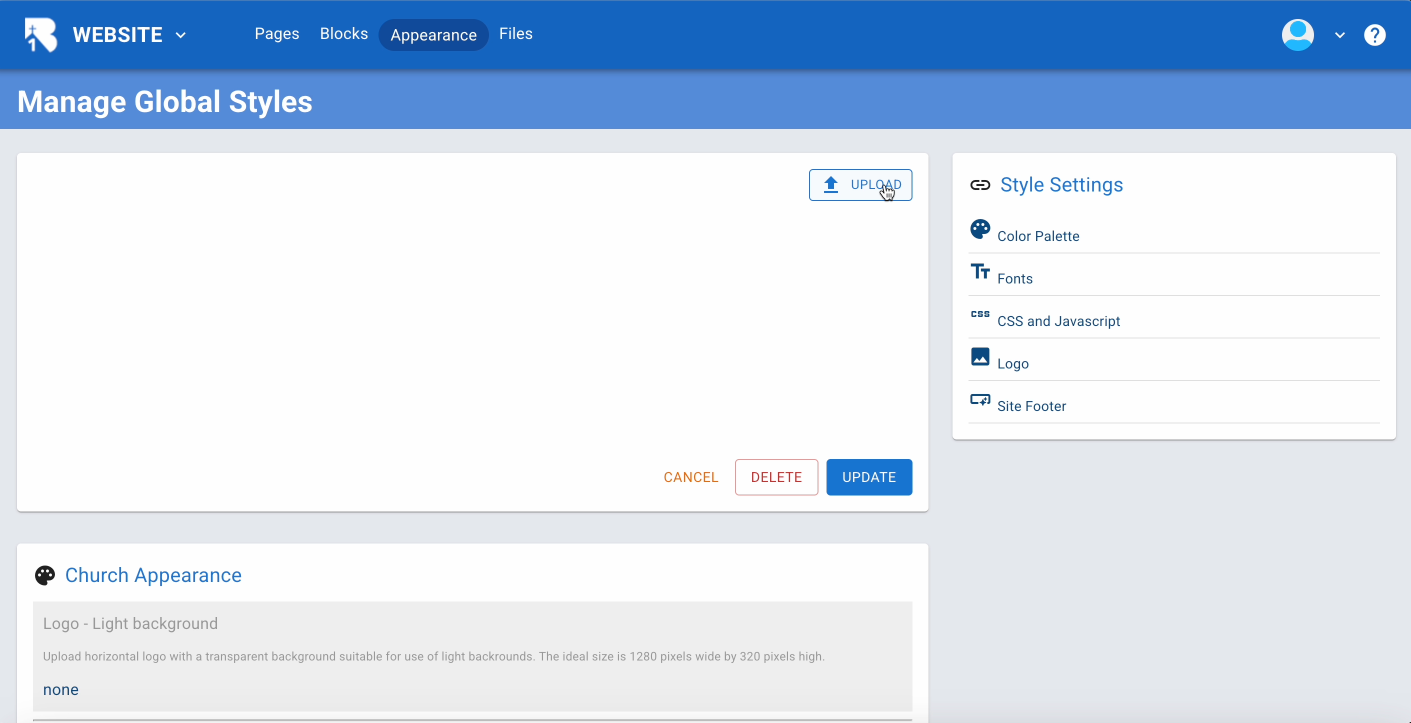 WEBSITE
Pages Blocks Appearance Files
Manage Global Styles
UPLOAD
CANCEL DELETE UPDATE
Style Settings
Color Palette
Fonts
css CSS and Javascript
Logo
Site Footer
Church Appearance
Logo - Light background
Upload horizontal logo with a transparent background suitable for use of light backrounds. The ideal size is 1280 pixels wide by 320 pixels high.
none